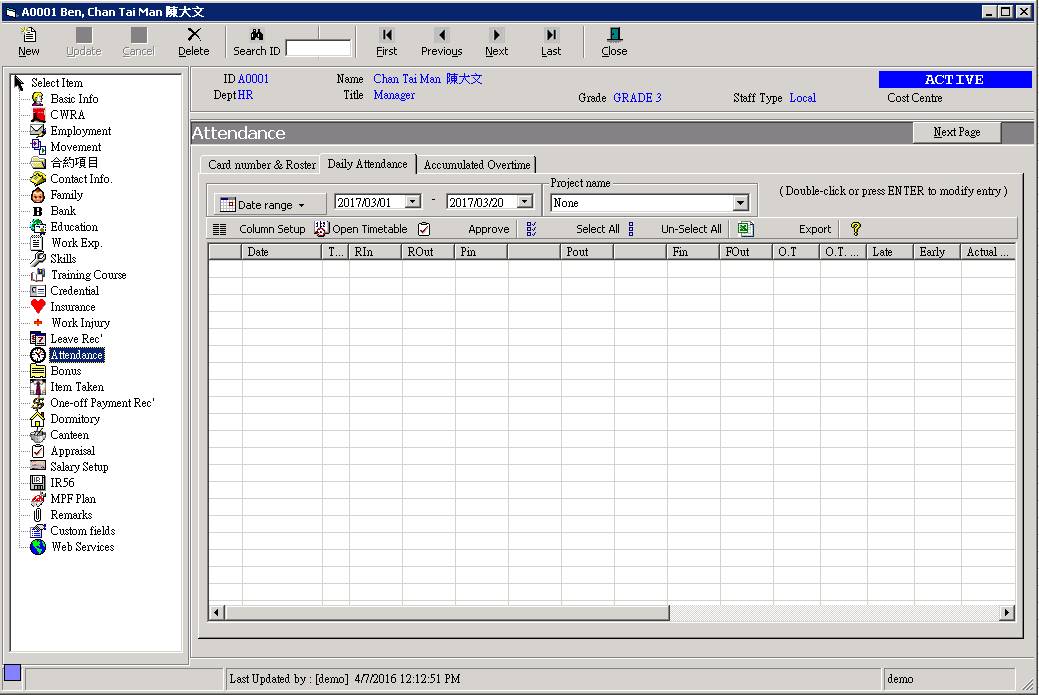 A0001 Ben, Chan Tai Man 陳大文
New Update Cancel Delete Search ID First Previous Next Last Close
Select Item
Basic Info
CWRA
Employment
Movement
合約項目
Contact Info.
Family
Bank
Education
Work Exp.
Skills
Training Course
Credential
Insurance
Work Injury
Leave Rec'
Attendance
Bonus
Item Taken
One-off Payment Rec'
Dormitory
Canteen
Appraisal
Salary Setup
IR56
MPF Plan
Remarks
Custom fields
Web Services
ID A0001 Name Chan Tai Man 陳大文 ACTIVE
Dept HR Title Manager Grade GRADE 3 Staff Type Local Cost Centre
Attendance Next Page
Card number & Roster Daily Attendance Accumulated Overtime
Project name
Date range 2017/03/01 - 2017/03/20 None (Double-click or press ENTER to modify entry)
Column Setup Open Timetable Approve Select All Un-Select All Export
Date T... RIn ROut Pin Pout Fin FOut O.T O.T. ... Late Early Actual ...
Last Updated by : [demo] 4/7/2016 12:12:51 PM demo